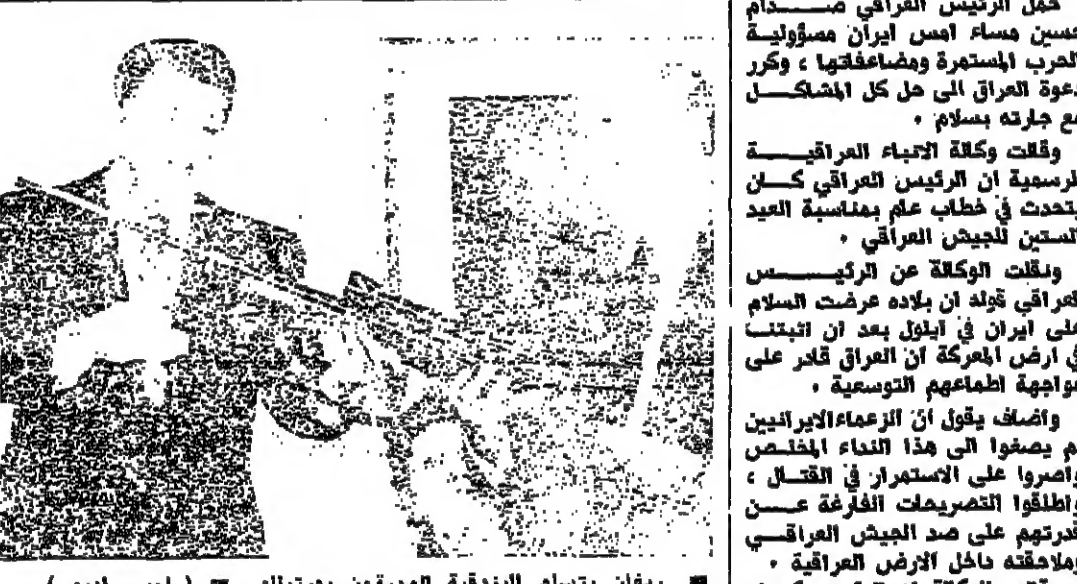 حمل الرئيس العراقي صدام
حسين مساء امس ايران مسؤولية
الحرب المستمرة ومضاعفاتها ، وكرر
دعوة العراق الى حل كل المشاكل
مع جارته بسلام .
وقالت وكالة الانباء العراقية
الرسمية ان الرئيس العراقي كان
يتحدث في خطاب عام بمناسبة العيد
الستين للجيش العراقي .
ونقلت الوكالة عن الرئيس
العراقي قوله ان بلاده عرضت السلام
على ايران في ايلول بعد ان اثبتت
في ارض المعركة ان العراق قادر على
مواجهة اطماعهم التوسعية .
واضاف يقول ان الزعماء الايرانيين
لم يصغوا الى هذا النداء المخلص
واصروا على الاستمرار في القتال ،
واطلقوا التصريحات الفارغة عن
قدرتهم على صد الجيش العراقي
وملاحقته داخل الارض العراقية .
ريغان يتسلم البندقية